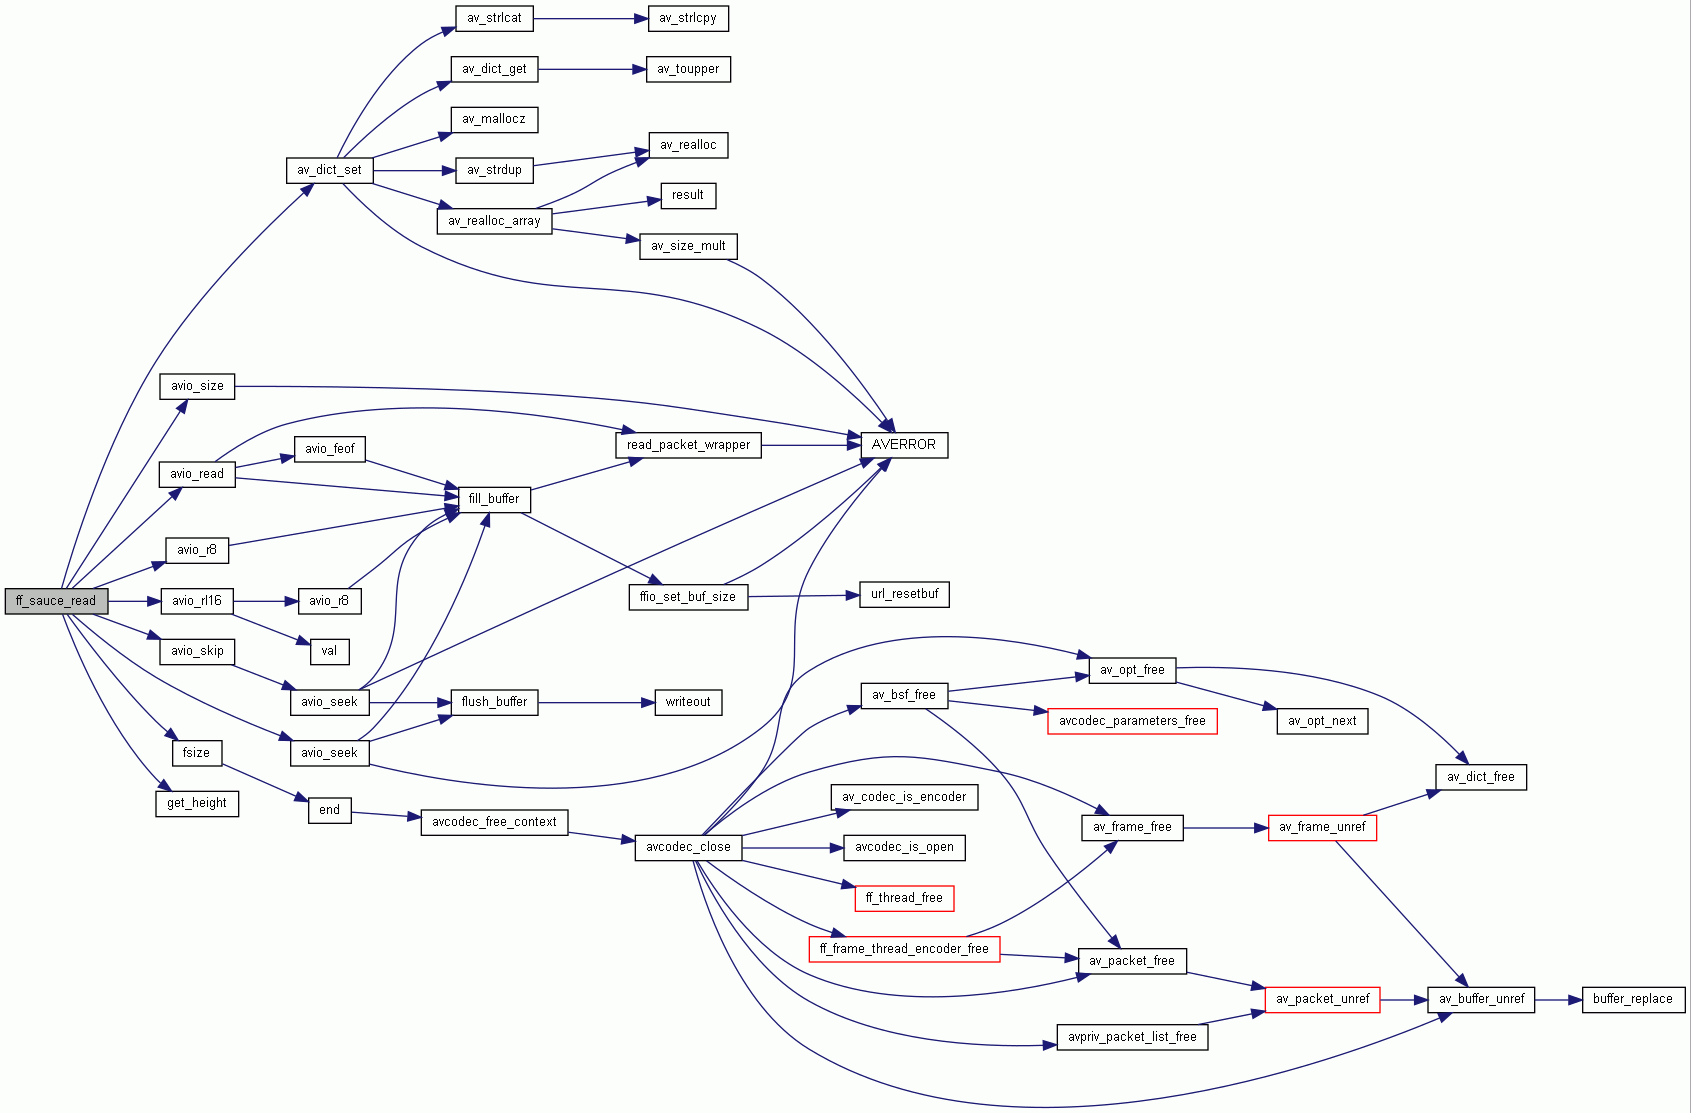 av_strlcat
av_strlcpy
av_dict_get
av_toupper
av_mallocz
av_realloc
av_dict_set
av_strdup
result
av_realloc_array
av_size_mult
avio_size
AVERROR
read_packet_wrapper
avio_feof
avio_read
fill_buffer
avio_r8
url_resetbuf
ffio_set_buf_size
ff_sauce_read
avio_rl16
avio_r8
avio_skip
val
av_opt_free
avio_seek
flush_buffer
writeout
av_bsf_free
avcodec_parameters_free
av_opt_next
fsize
avio_seek
av_dict_free
get_height
end
av_codec_is_encoder
avcodec_free_context
av_frame_free
av_frame_unref
avcodec_close
avcodec_is_open
ff_thread_free
ff_frame_thread_encoder_free
av_packet_free
av_packet_unref
av_buffer_unref
buffer_replace
avpriv_packet_list_free